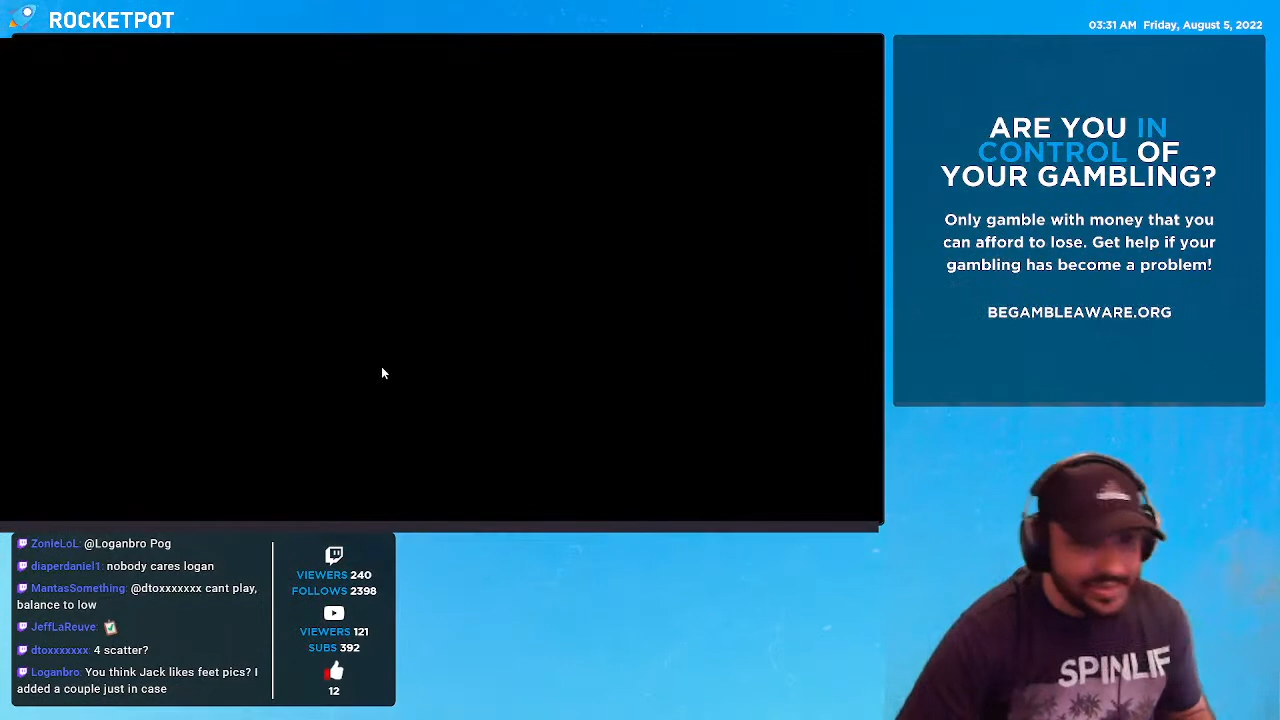 ROCKETPOT
03:31 AM Friday, August 5, 2022
ARE YOU IN
CONTROL OF
YOUR GAMBLING?
Only gamble with money that you
can afford to lose. Get help if your
gambling has become a problem!
BEGAMBLEAWARE.ORG
ZonieLoL: @Loganbro Pog
diaperdaniel1: nobody cares logan
MantasSomething: @dtoxxxxxxx cant play,
balance to low
JeffLaReuve:
dtoxxxxxxx: 4 scatter?
Loganbro: You think Jack likes feet pics? I
added a couple just in case
VIEWERS 240
FOLLOWS 2398
VIEWERS 121
SUBS 392
12
SPINLIF